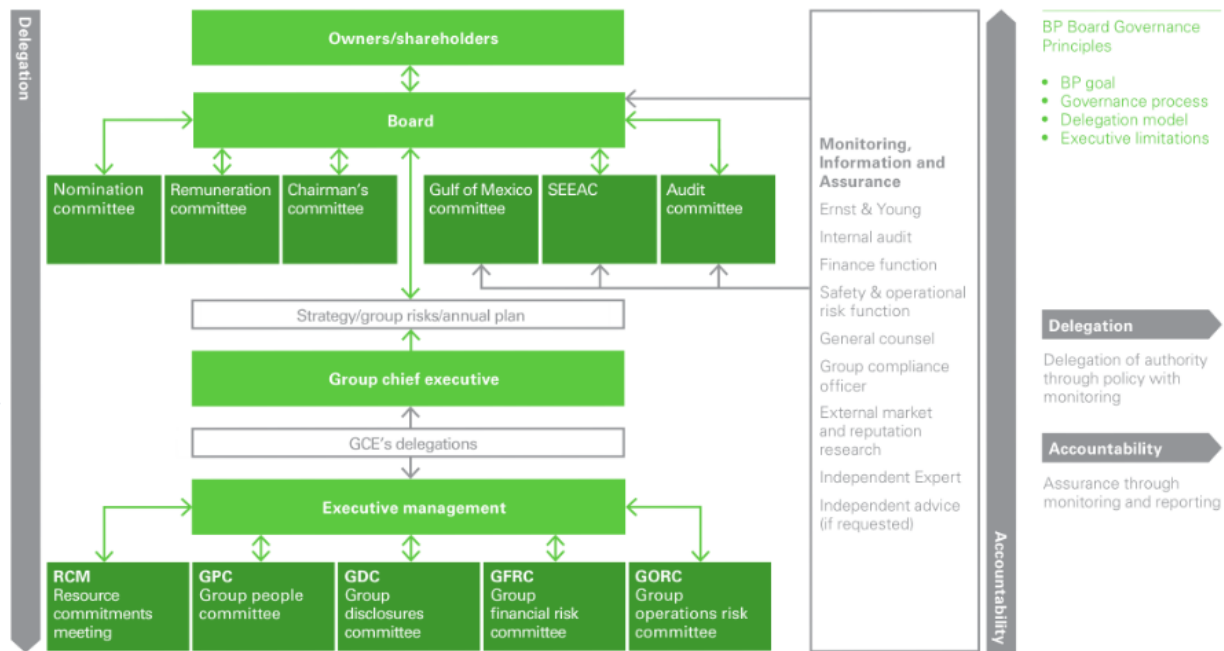 Delegation
Owners/shareholders
Board
Nomination
committee
Remuneration
committee
Chairman's
committee
Gulf of Mexico
committee
SEEAC
Audit
committee
Strategy/group risks/annual plan
Group chief executive
GCE's delegations
Executive management
RCM
Resource
commitments
meeting
GPC
Group people
committee
GDC
Group
disclosures
committee
GFRC
Group
financial risk
committee
GORC
Group
operations risk
committee
Monitoring,
Information and
Assurance
Ernst & Young
Internal audit
Finance function
Safety & operational
risk function
General counsel
Group compliance
officer
External market
and reputation
research
Independent Expert
Independent advice
(if requested)
Accountability
BP Board Governance
Principles
• BP goal
• Governance process
• Delegation model
• Executive limitations
Delegation
Delegation of authority
through policy with
monitoring
Accountability
Assurance through
monitoring and reporting